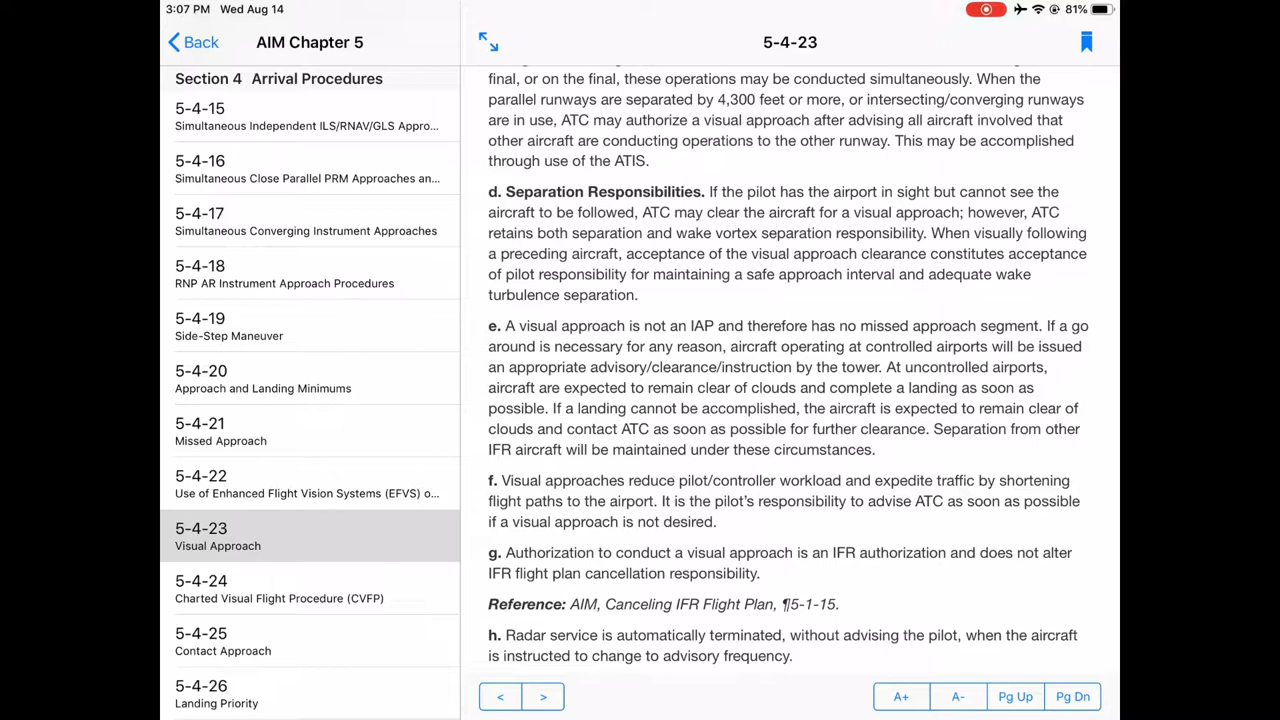 3:07 PM Wed Aug 14
81%
Back
AIM Chapter 5
5-4-23
Section 4 Arrival Procedures
5-4-15
Simultaneous Independent ILS/RNAV/GLS Appro...
5-4-16
Simultaneous Close Parallel PRM Approaches an...
5-4-17
Simultaneous Converging Instrument Approaches
5-4-18
RNP AR Instrument Approach Procedures
5-4-19
Side-Step Maneuver
5-4-20
Approach and Landing Minimums
5-4-21
Missed Approach
5-4-22
Use of Enhanced Flight Vision Systems (EFVS) o...
5-4-23
Visual Approach
5-4-24
Charted Visual Flight Procedure (CVFP)
5-4-25
Contact Approach
5-4-26
Landing Priority
final, or on the final, these operations may be conducted simultaneously. When the
parallel runways are separated by 4,300 feet or more, or intersecting/converging runways
are in use, ATC may authorize a visual approach after advising all aircraft involved that
other aircraft are conducting operations to the other runway. This may be accomplished
through use of the ATIS.
d. Separation Responsibilities. If the pilot has the airport in sight but cannot see the
aircraft to be followed, ATC may clear the aircraft for a visual approach; however, ATC
retains both separation and wake vortex separation responsibility. When visually following
a preceding aircraft, acceptance of the visual approach clearance constitutes acceptance
of pilot responsibility for maintaining a safe approach interval and adequate wake
turbulence separation.
e. A visual approach is not an IAP and therefore has no missed approach segment. If a go
around is necessary for any reason, aircraft operating at controlled airports will be issued
an appropriate advisory/clearance/instruction by the tower. At uncontrolled airports,
aircraft are expected to remain clear of clouds and complete a landing as soon as
possible. If a landing cannot be accomplished, the aircraft is expected to remain clear of
clouds and contact ATC as soon as possible for further clearance. Separation from other
IFR aircraft will be maintained under these circumstances.
f. Visual approaches reduce pilot/controller workload and expedite traffic by shortening
flight paths to the airport. It is the pilot's responsibility to advise ATC as soon as possible
if a visual approach is not desired.
g. Authorization to conduct a visual approach is an IFR authorization and does not alter
IFR flight plan cancellation responsibility.
Reference: AIM, Canceling IFR Flight Plan, ¶5-1-15.
h. Radar service is automatically terminated, without advising the pilot, when the aircraft
is instructed to change to advisory frequency.
< > A+ A- Pg Up Pg Dn